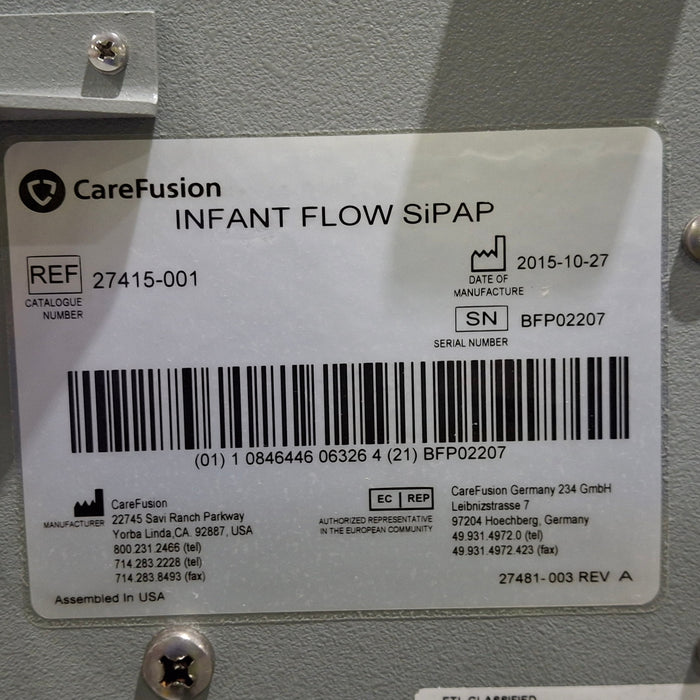 CareFusion
INFANT FLOW SiPAP
REF 27415-001
CATALOGUE
NUMBER
2015-10-27
DATE OF
MANUFACTURE
SN BFP02207
SERIAL NUMBER
(01) 1 0846446 06326 4 (21) BFP02207
MANUFACTURER
CareFusion
22745 Savi Ranch Parkway
Yorba Linda,CA. 92887, USA
800.231.2466 (tel)
714.283.2228 (tel)
714.283.8493 (fax)
EC REP
AUTHORIZED REPRESENTATIVE
IN THE EUROPEAN COMMUNITY
CareFusion Germany 234 GmbH
Leibnizstrasse 7
97204 Hoechberg, Germany
49.931.4972.0 (tel)
49.931.4972.423 (fax)
27481-003 REV A
Assembled In USA
ETL CLASSIFIED